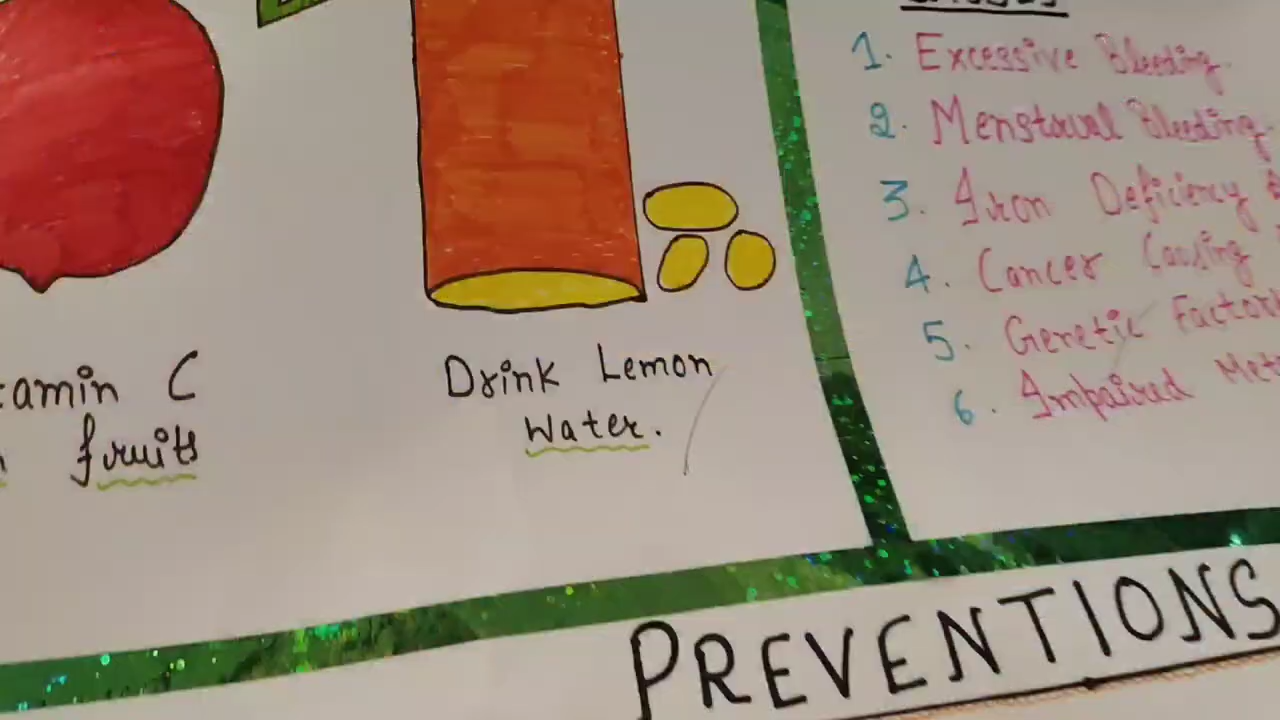 C
fruits
Drink Lemon
Water.
1. Excessive Bleeding.
2. Menstrual Bleeding.
3. Iron Deficiency
4. Cancer Causing
5. Genetic Factors
6. Impaired
PREVENTIONS